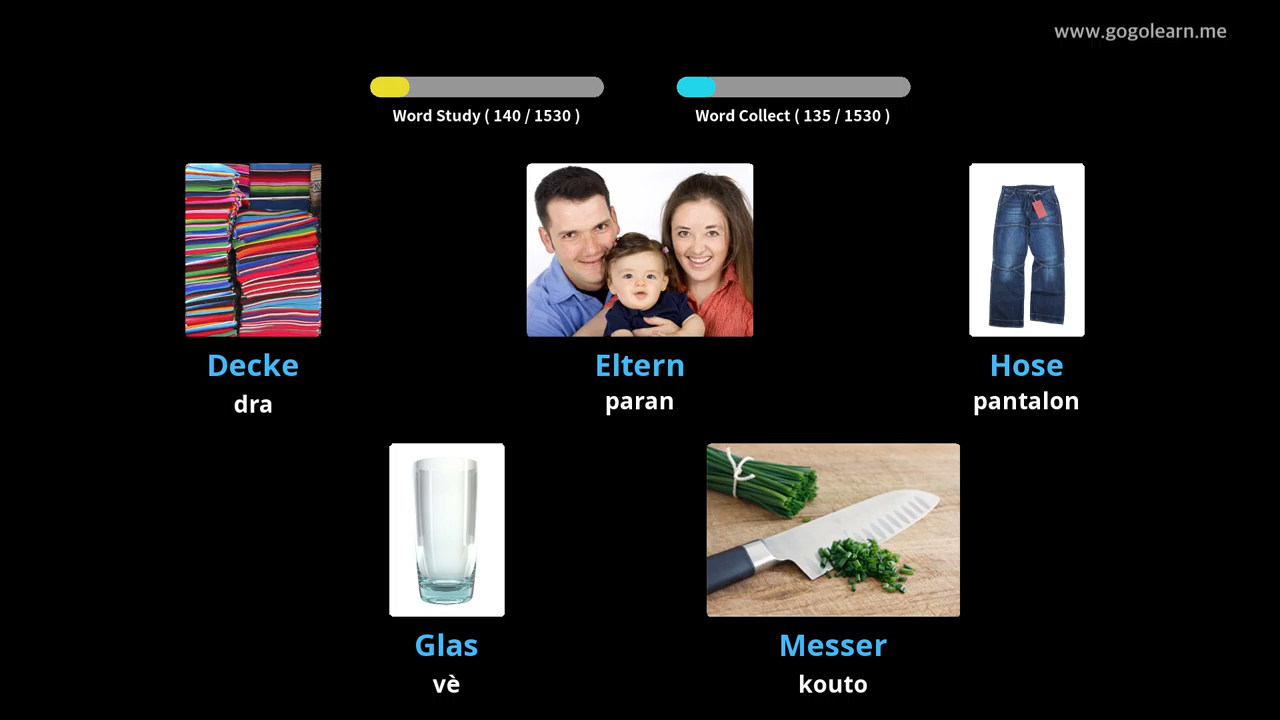 www.gogolearn.me
Word Study ( 140 / 1530 )
Word Collect ( 135 / 1530 )
Decke
dra
Eltern
paran
Hose
pantalon
Glas
vè
Messer
kouto